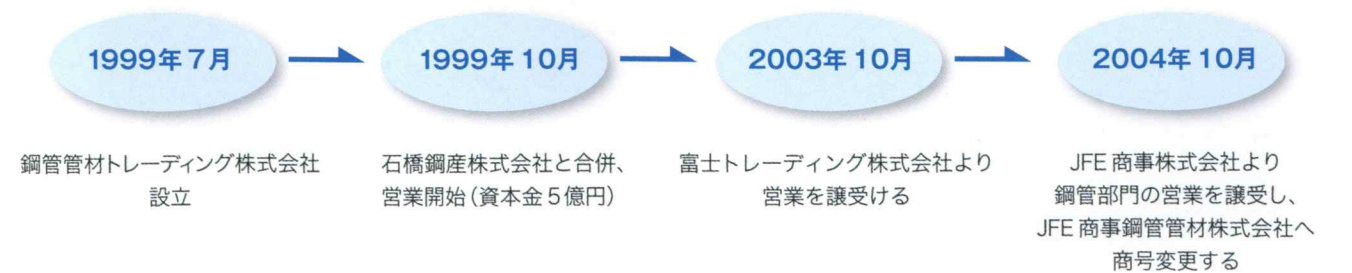 1999年7月
鋼管管材トレーディング株式会社
設立
1999年10月
石橋鋼産株式会社と合併、
営業開始(資本金5億円)
2003年10月
富士トレーディング株式会社より
営業を譲受ける
2004年10月
JFE商事株式会社より
鋼管部門の営業を譲受し、
JFE商事鋼管管材株式会社へ
商号変更する